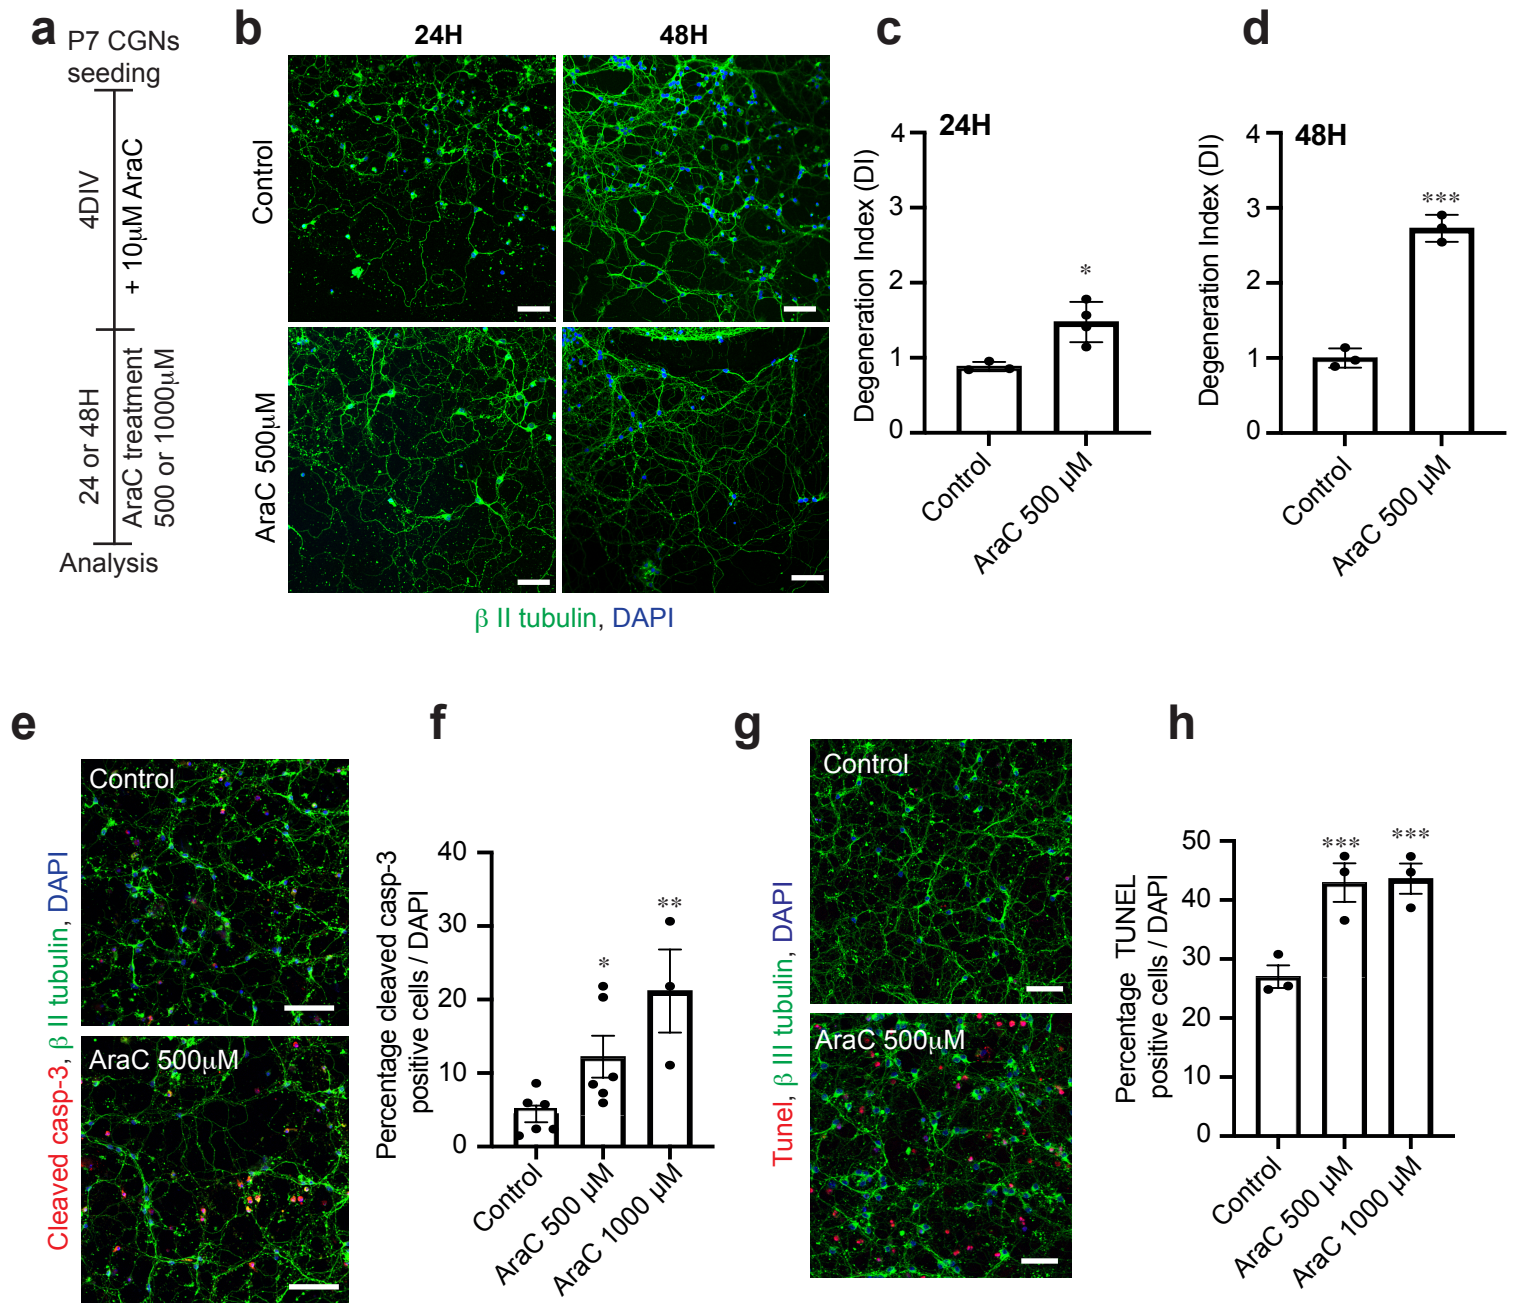 a
P7 CGNs
seeding
4DIV
+ 10μM AraC
24 or 48H
AraC treatment
500 or 1000μM
Analysis
b
24H
48H
Control
AraC 500μM
β II tubulin, DAPI
c
24H
Degeneration Index (DI)
4
3
2
1
0
*
Control
AraC 500 μM
d
48H
Degeneration Index (DI)
4
3
2
1
0
***
Control
AraC 500 μM
e
Cleaved casp-3, β II tubulin, DAPI
Control
AraC 500μM
f
Percentage cleaved casp-3
positive cells / DAPI
40
30
20
10
0
*
**
Control
AraC 500 μM
AraC 1000 μM
g
Tunel, β III tubulin, DAPI
Control
AraC 500μM
h
Percentage TUNEL
positive cells / DAPI
50
40
30
20
10
0
***
***
Control
AraC 500 μM
AraC 1000 μM